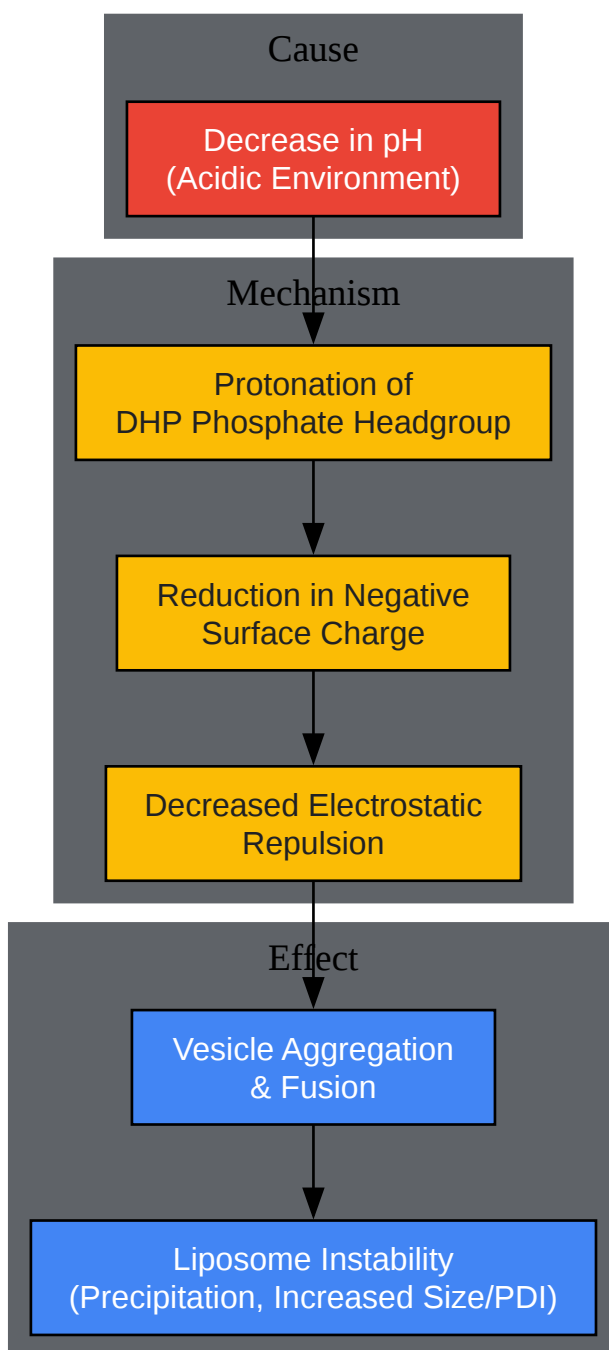 Cause
Decrease in pH
(Acidic Environment)
Mechanism
Protonation of
DHP Phosphate Headgroup
Reduction in Negative
Surface Charge
Decreased Electrostatic
Repulsion
Effect
Vesicle Aggregation
& Fusion
Liposome Instability
(Precipitation, Increased Size/PDI)